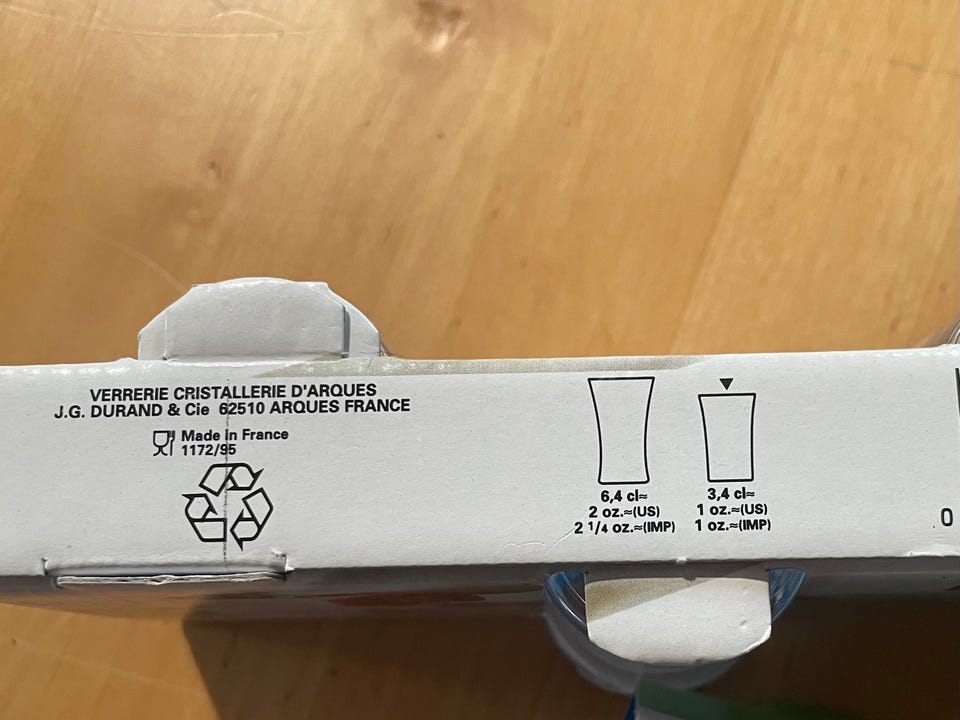 VERRERIE CRISTALLERIE D'ARQUES
J.G. DURAND & Cie 62510 ARQUES FRANCE
Made in France
1172/95
6,4 cl≈
2 oz.≈(US)
2 1/4 oz.≈(IMP)
3,4 cl≈
1 oz.≈(US)
1 oz.≈(IMP)
0